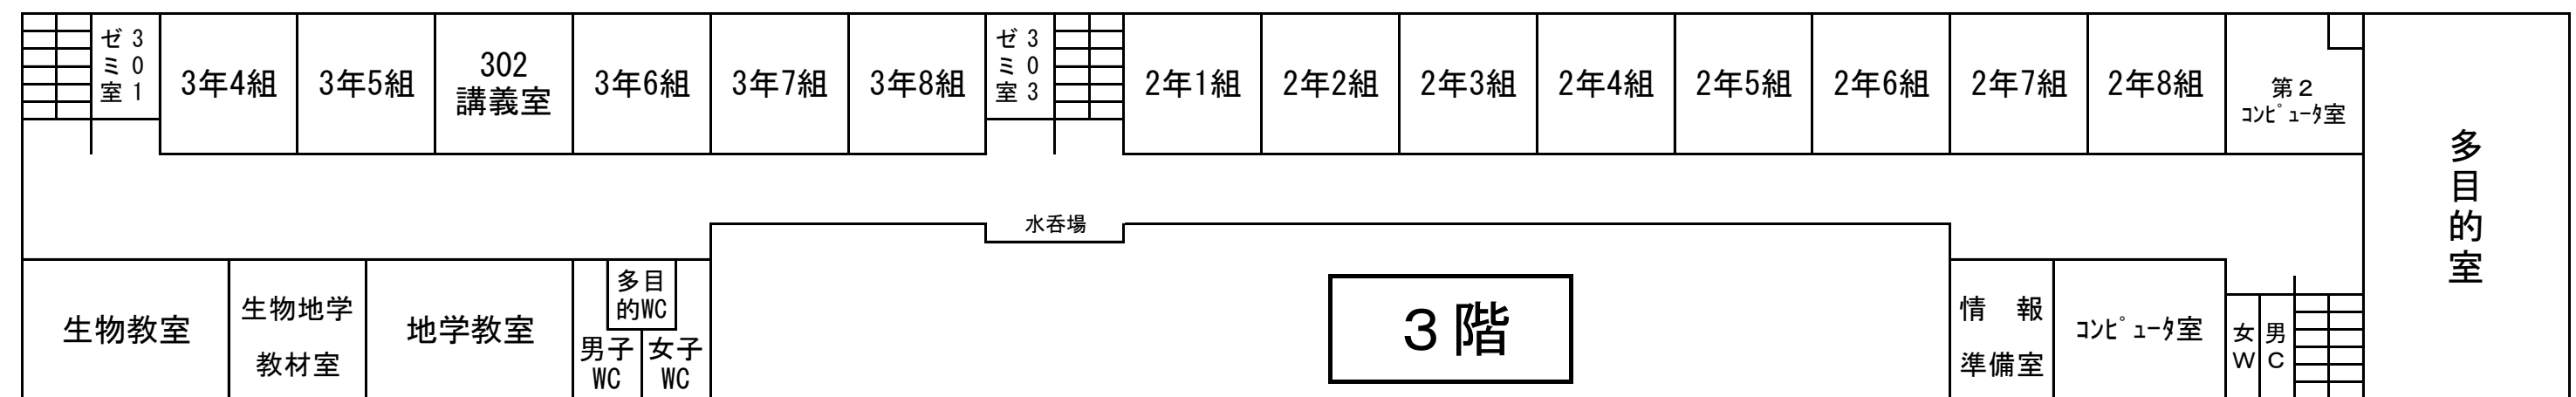 ゼミ室301
3年4組
3年5組
302
講義室
3年6組
3年7組
3年8組
ゼミ室303
2年1組
2年2組
2年3組
2年4組
2年5組
2年6組
2年7組
2年8組
第2
ｺﾝﾋﾟｭｰﾀ室
多目的室
水呑場
生物教室
生物地学
教材室
地学教室
多目
的WC
男子
WC
女子
WC
3階
情 報
準備室
ｺﾝﾋﾟｭｰﾀ室
女 男
W C